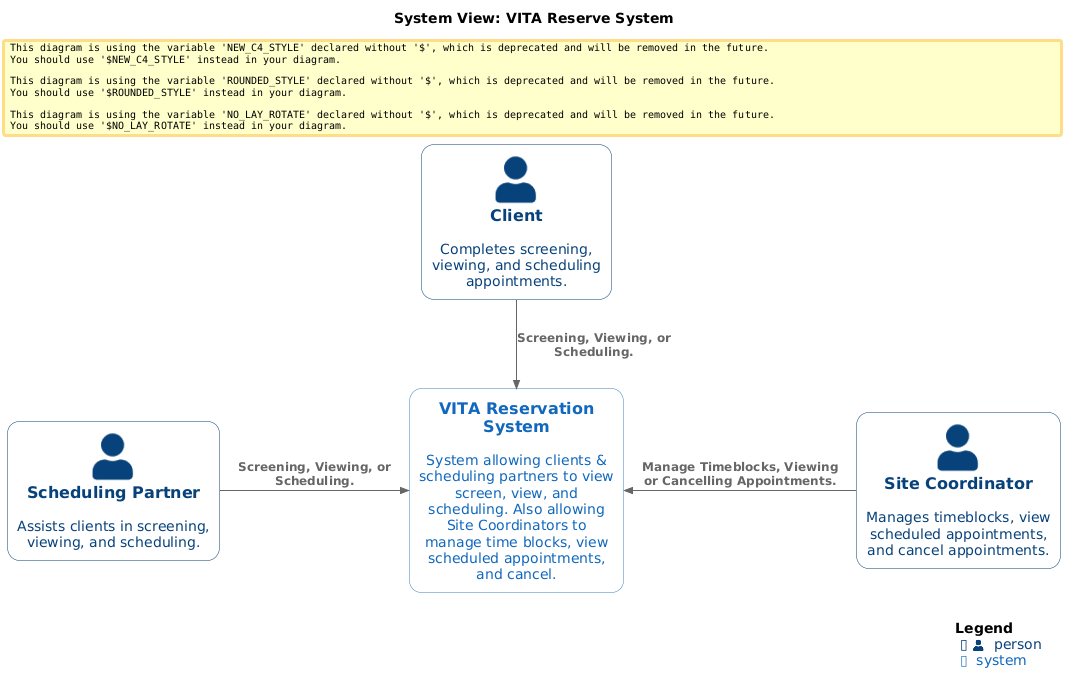 System View: VITA Reserve System
This diagram is using the variable 'NEW_C4_STYLE' declared without '$', which is deprecated and will be removed in the future.
You should use '$NEW_C4_STYLE' instead in your diagram.
This diagram is using the variable 'ROUNDED_STYLE' declared without '$', which is deprecated and will be removed in the future.
You should use '$ROUNDED_STYLE' instead in your diagram.
This diagram is using the variable 'NO_LAY_ROTATE' declared without '$', which is deprecated and will be removed in the future.
You should use '$NO_LAY_ROTATE' instead in your diagram.
Client
Completes screening,
viewing, and scheduling
appointments.
Screening, Viewing, or
Scheduling.
Scheduling Partner
Assists clients in screening,
viewing, and scheduling.
Screening, Viewing, or
Scheduling.
VITA Reservation
System
System allowing clients &
scheduling partners to view
screen, view, and
scheduling. Also allowing
Site Coordinators to
manage time blocks, view
scheduled appointments,
and cancel.
Manage Timeblocks, Viewing
or Cancelling Appointments.
Site Coordinator
Manages timeblocks, view
scheduled appointments,
and cancel appointments.
Legend
person
system